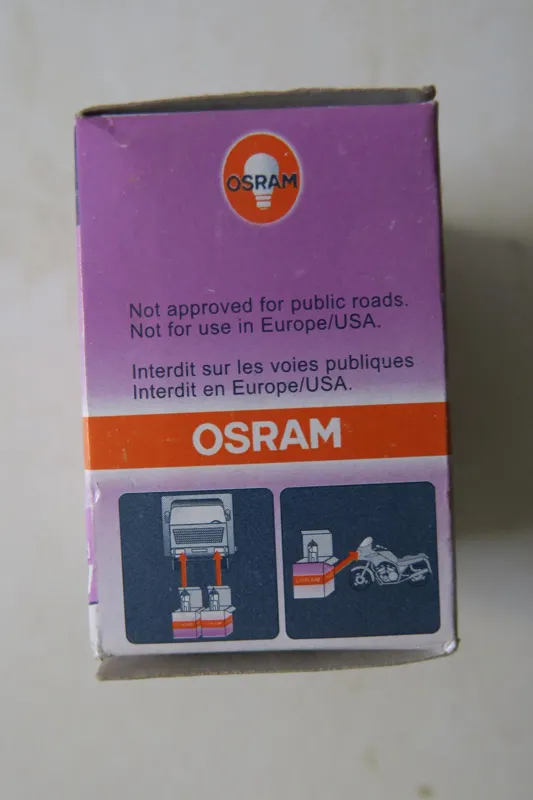 OSRAM
Not approved for public roads.
Not for use in Europe/USA.
Interdit sur les voies publiques
Interdit en Europe/USA.
OSRAM
OSRAM